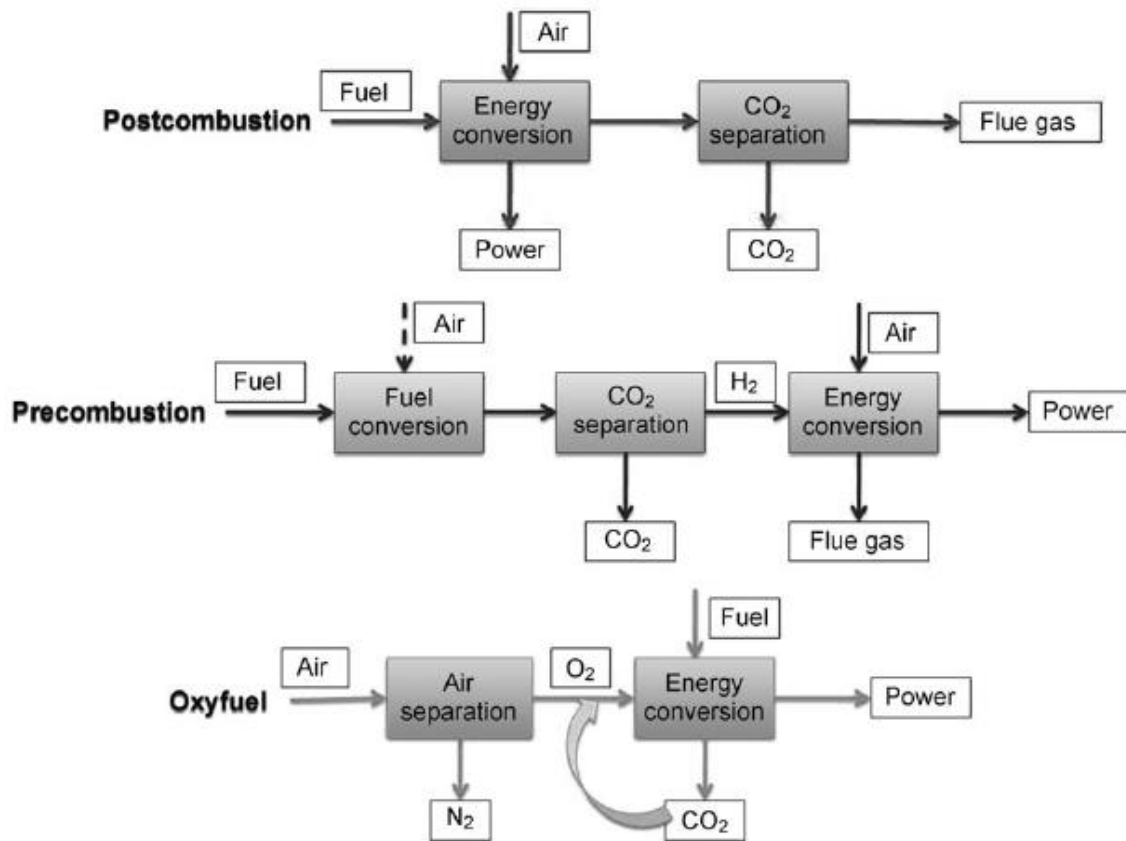 Air
Fuel
Postcombustion
Energy
conversion
CO₂
separation
Flue gas
Power
CO₂
Air
Air
Fuel
H₂
Precombustion
Fuel
conversion
CO₂
separation
Energy
conversion
Power
CO₂
Flue gas
Fuel
Air
O₂
Oxyfuel
Air
separation
Energy
conversion
Power
N₂
CO₂